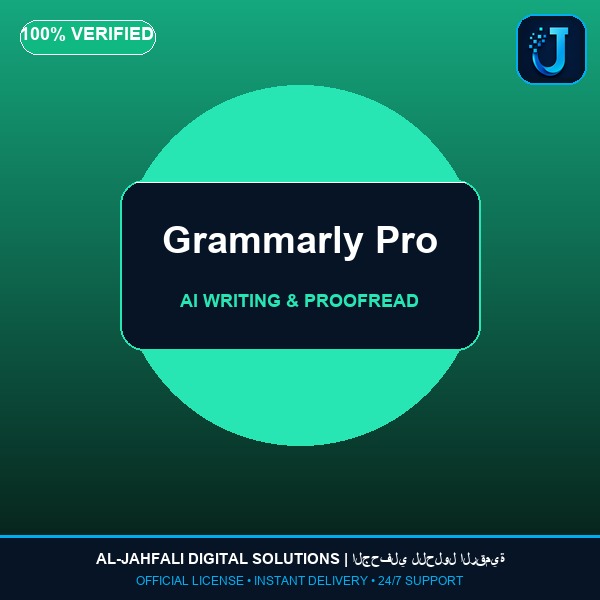 100% VERIFIED
J
Grammarly Pro
AI WRITING & PROOFREAD
AL-JAHFALI DIGITAL SOLUTIONS | الجحفلي للحلول الرقمية
OFFICIAL LICENSE • INSTANT DELIVERY • 24/7 SUPPORT